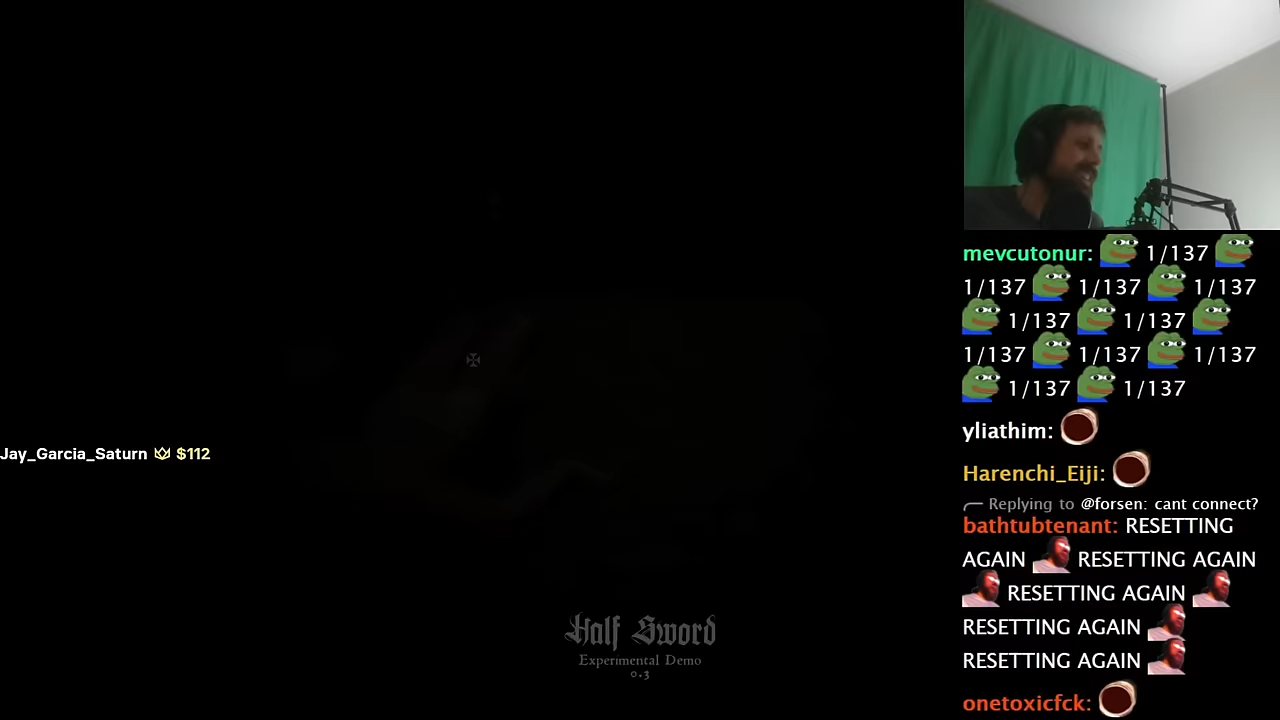 mevcutonur: 1/137
1/137 1/137 1/137
1/137 1/137
1/137 1/137 1/137
1/137 1/137
yliathim:
Jay_Garcia_Saturn $112
Harenchi_Eiji:
Replying to @forsen: cant connect?
bathtubtenant: RESETTING
AGAIN RESETTING AGAIN
RESETTING AGAIN
RESETTING AGAIN
RESETTING AGAIN
onetoxicfck:
Half Sword
Experimental Demo
0.3